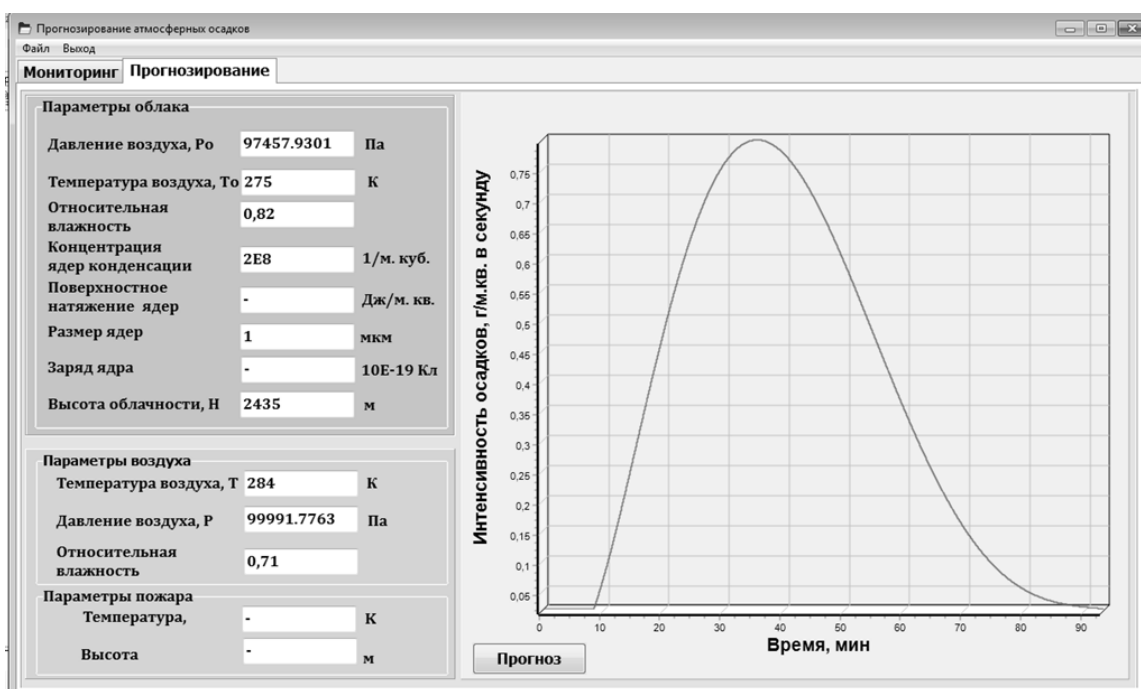 Прогнозирование атмосферных осадков
Файл Выход
Мониторинг Прогнозирование
Параметры облака
Давление воздуха, Ро 97457.9301 Па
Температура воздуха, То 275 К
Относительная
влажность 0,82
Концентрация
ядер конденсации 2E8 1/м. куб.
Поверхностное
натяжение ядер - Дж/м. кв.
Размер ядер 1 мкм
Заряд ядра - 10Е-19 Кл
Высота облачности, Н 2435 м
Параметры воздуха
Температура воздуха, Т 284 К
Давление воздуха, Р 99991.7763 Па
Относительная
влажность 0,71
Параметры пожара
Температура, - К
Высота - м
Интенсивность осадков, г/м.кв. в секунду
0,75
0,7
0,65
0,6
0,55
0,5
0,45
0,4
0,35
0,3
0,25
0,2
0,15
0,1
0,05
0 10 20 30 40 50 60 70 80 90
Время, мин
Прогноз